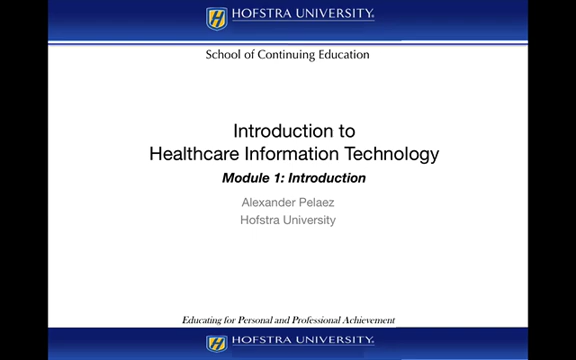 HOFSTRA UNIVERSITY®
School of Continuing Education
Introduction to
Healthcare Information Technology
Module 1: Introduction
Alexander Pelaez
Hofstra University
Educating for Personal and Professional Achievement
HOFSTRA UNIVERSITY®